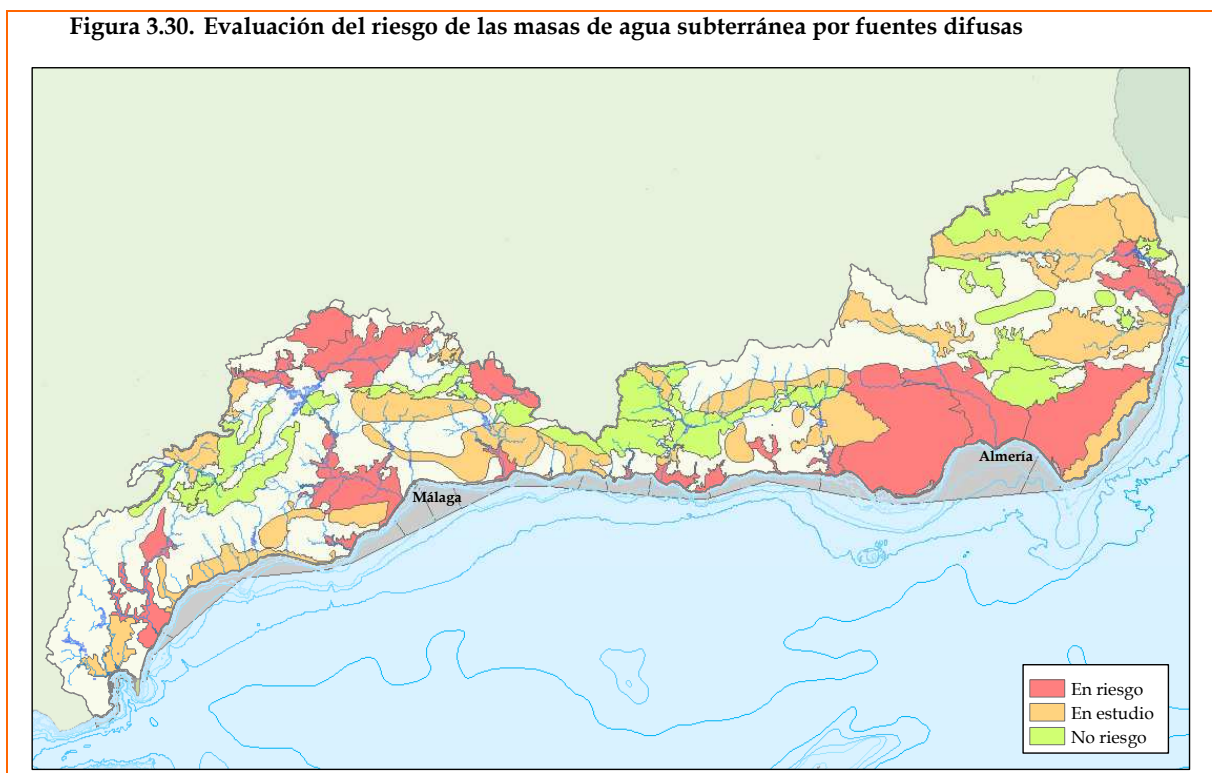 Figura 3.30. Evaluación del riesgo de las masas de agua subterránea por fuentes difusas
Almería
Málaga
En riesgo
En estudio
No riesgo